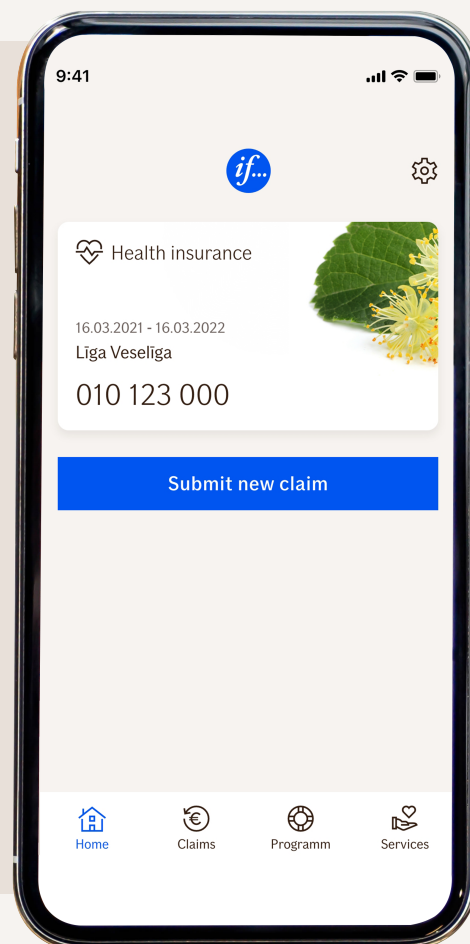 9:41
if...
Health insurance
16.03.2021 - 16.03.2022
Līga Veselīga
010 123 000
Submit new claim
Home
Claims
Programm
Services